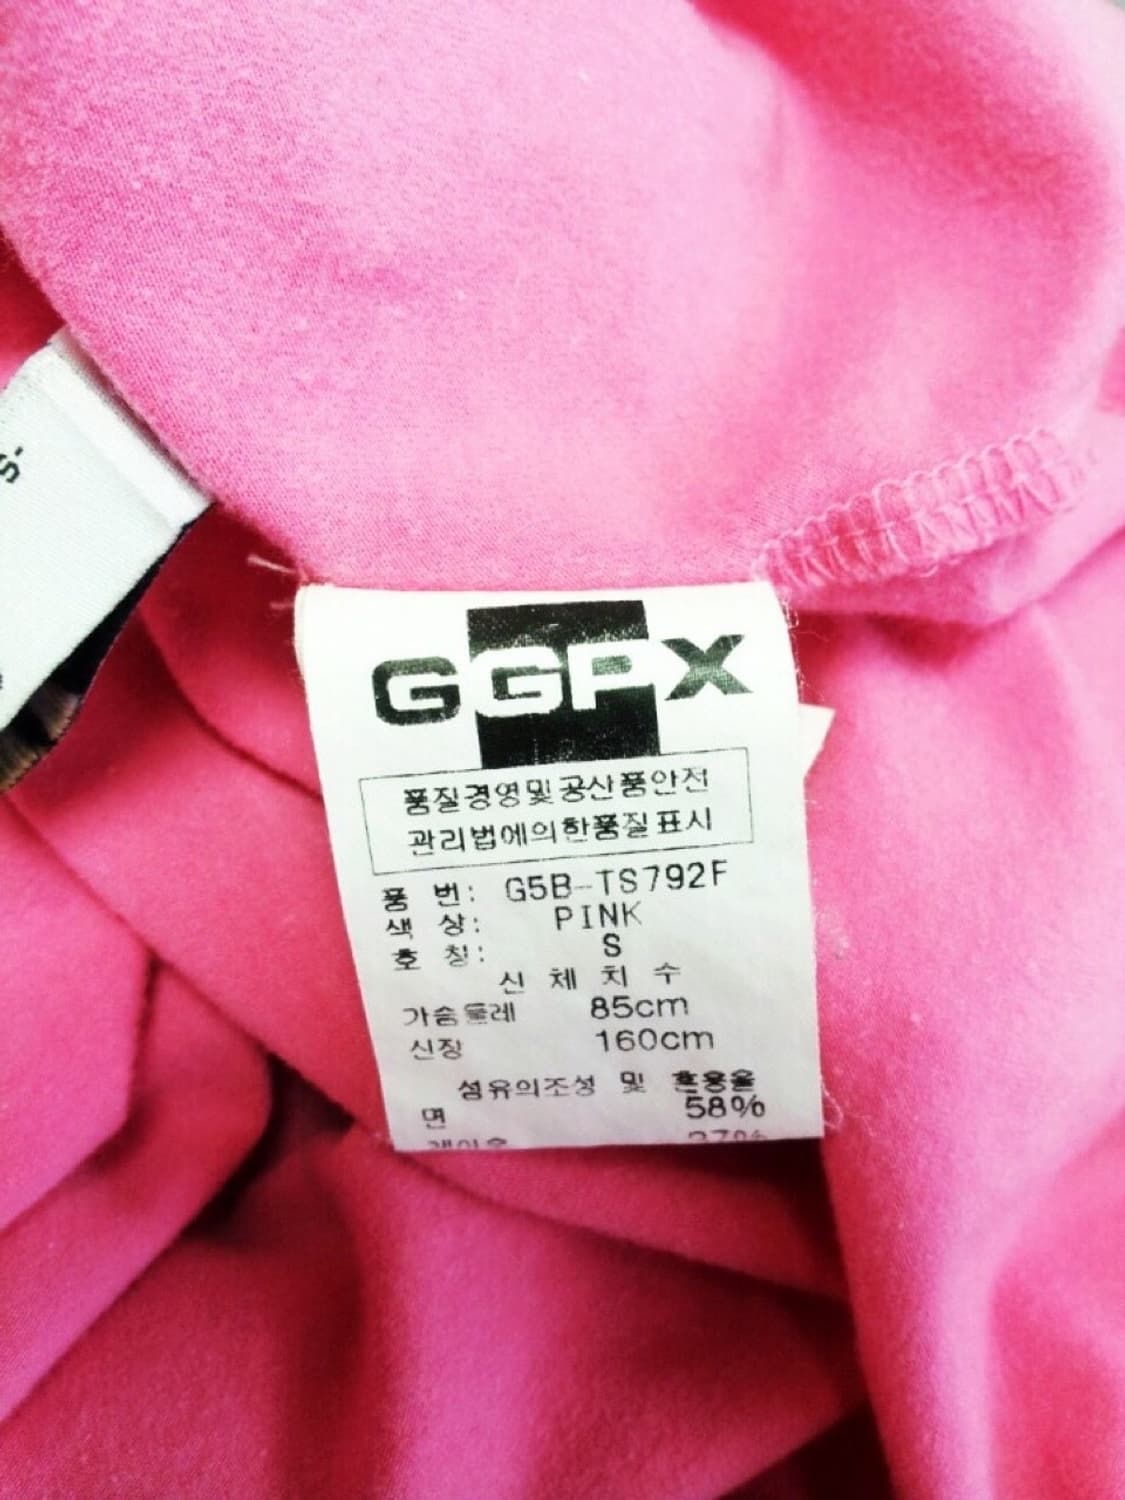 GGPX
품질경영및공산품안전
관리법에의한품질표시
품 번: G5B-TS792F
색 상: PINK
호 칭: S
신 체 치 수
가슴둘레 85cm
신장 160cm
섬유의조성 및 혼용율
면 58%
S-